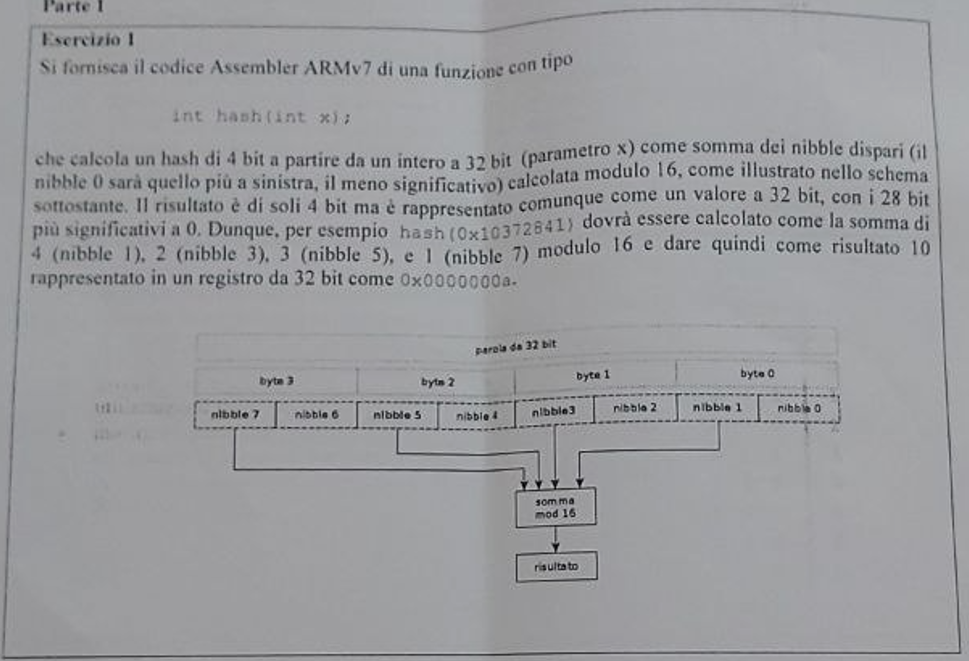 Parte 1
Esercizio 1
Si fornisca il codice Assembler ARMv7 di una funzione con tipo
int hash(int x);
che calcola un hash di 4 bit a partire da un intero a 32 bit (parametro x) come somma dei nibble dispari (il
nibble 0 sarà quello più a sinistra, il meno significativo) calcolata modulo 16, come illustrato nello schema
sottostante. Il risultato è di soli 4 bit ma è rappresentato comunque come un valore a 32 bit, con i 28 bit
più significativi a 0. Dunque, per esempio hash(0x10372841) dovrà essere calcolato come la somma di
4 (nibble 1), 2 (nibble 3), 3 (nibble 5), e 1 (nibble 7) modulo 16 e dare quindi come risultato 10
rappresentato in un registro da 32 bit come 0x0000000a.
parola da 32 bit
byte 3 byte 2 byte 1 byte 0
nibble 7 nibble 6 nibble 5 nibble 4 nibble3 nibble 2 nibble 1 nibble 0
somma
mod 16
risultato